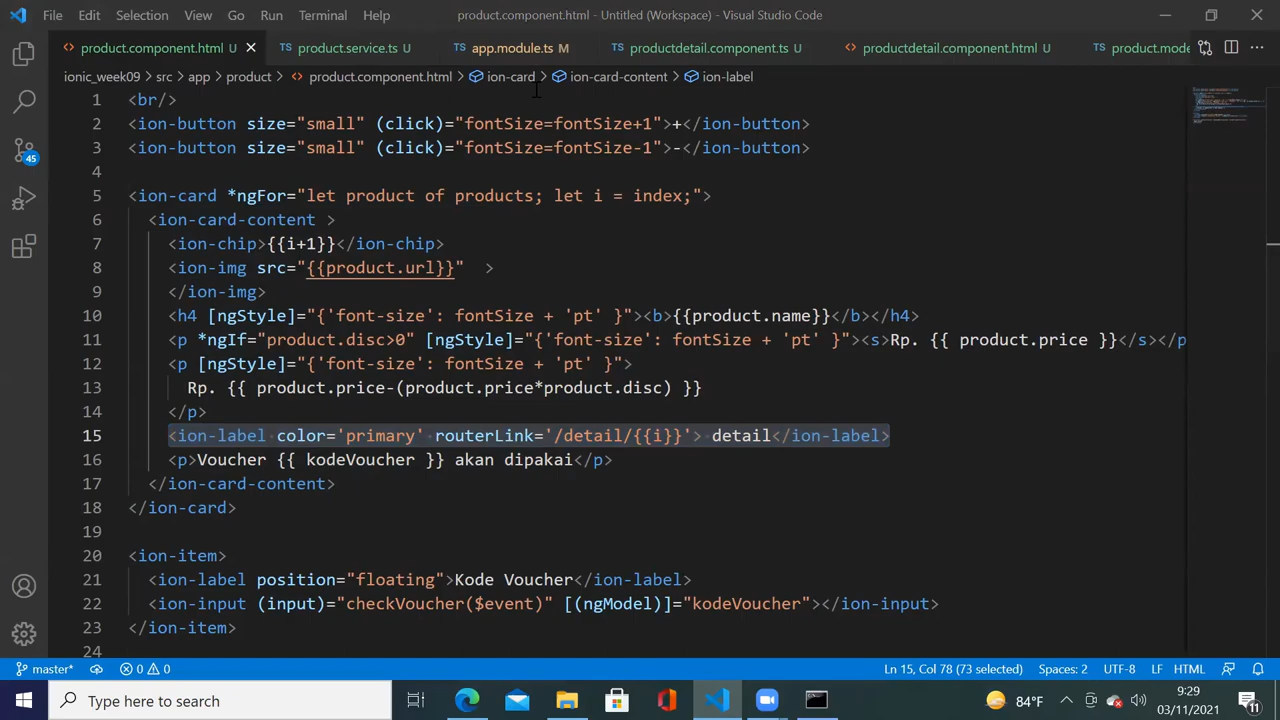 File Edit Selection View Go Run Terminal Help product.component.html - Untitled (Workspace) - Visual Studio Code
product.component.html U TS product.service.ts U TS app.module.ts M TS productdetail.component.ts U productdetail.component.html U TS product.mode
ionic_week09 > src > app > product > product.component.html > ion-card > ion-card-content > ion-label
1 <br/>
2 <ion-button size="small" (click)="fontSize=fontSize+1">+</ion-button>
3 <ion-button size="small" (click)="fontSize=fontSize-1">-</ion-button>
4
5 <ion-card *ngFor="let product of products; let i = index;">
6 <ion-card-content >
7 <ion-chip>{{i+1}}</ion-chip>
8 <ion-img src="{{product.url}}"  >
9 </ion-img>
10 <h4 [ngStyle]="{'font-size': fontSize + 'pt' }"><b>{{product.name}}</b></h4>
11 <p *ngIf="product.disc>0" [ngStyle]="{'font-size': fontSize + 'pt' }"><s>Rp. {{ product.price }}</s></p
12 <p [ngStyle]="{'font-size': fontSize + 'pt' }">
13 Rp. {{ product.price-(product.price*product.disc) }}
14 </p>
15 <ion-label color='primary' routerLink='/detail/{{i}}'> detail</ion-label>
16 <p>Voucher {{ kodeVoucher }} akan dipakai</p>
17 </ion-card-content>
18 </ion-card>
19
20 <ion-item>
21 <ion-label position="floating">Kode Voucher</ion-label>
22 <ion-input (input)="checkVoucher($event)" [(ngModel)]="kodeVoucher"></ion-input>
23 </ion-item>
24
45
master* 0 0 Ln 15, Col 78 (73 selected) Spaces: 2 UTF-8 LF HTML
Type here to search 84°F 9:29
03/11/2021 11